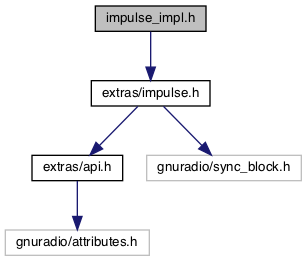 impulse_impl.h
extras/impulse.h
extras/api.h
gnuradio/sync_block.h
gnuradio/attributes.h